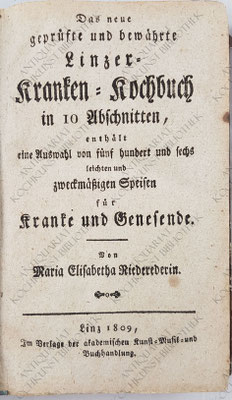 Das neue
geprüfte und bewährte
Linzer-
Kranken-Kochbuch
in 10 Abschnitten,
enthält
eine Auswahl von fünf hundert und sechs
leichten und
zweckmäßigen Speisen
für
Kranke und Genesende.
Von
Maria Elisabetha Niederederin.
Linz 1809,
Im Verlage der akademischen Kunst-Musik-und
Buchhandlung.